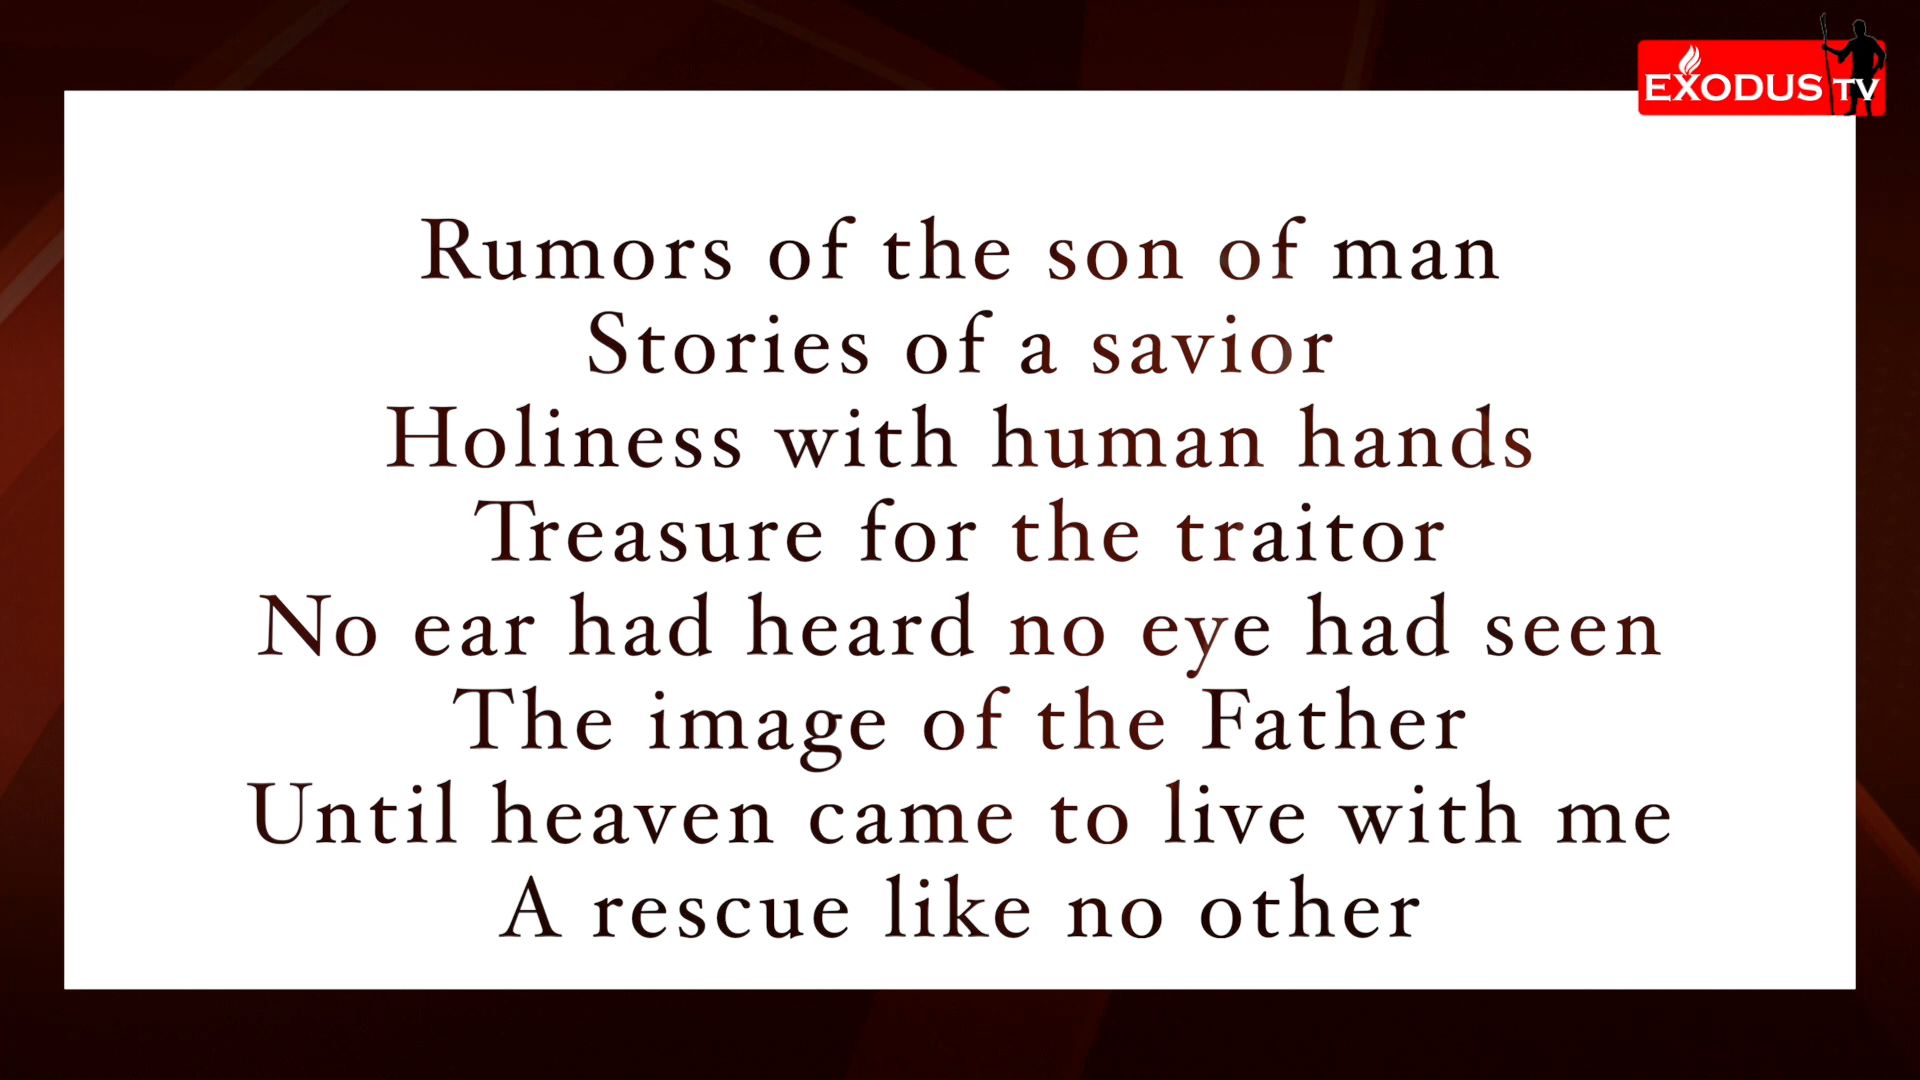 EXODUS TV
Rumors of the son of man
Stories of a savior
Holiness with human hands
Treasure for the traitor
No ear had heard no eye had seen
The image of the Father
Until heaven came to live with me
A rescue like no other